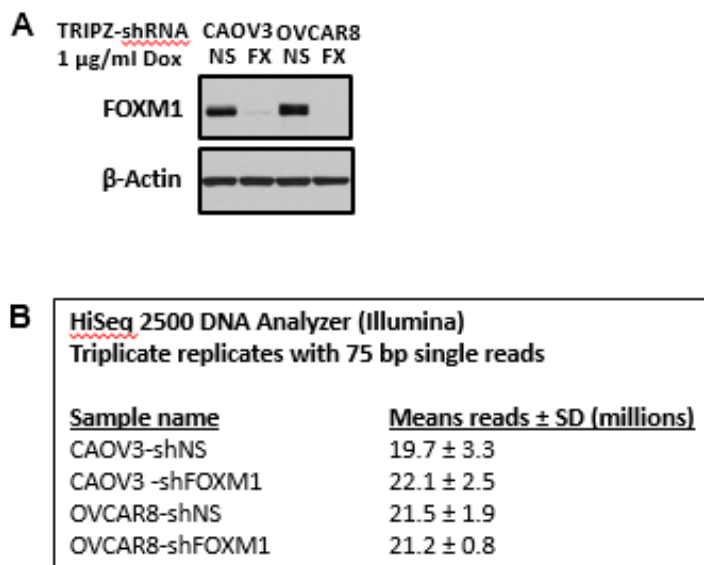 A
TRIPZ-shRNA CAOV3 OVCAR8
1 µg/ml Dox NS FX NS FX
FOXM1
β-Actin
B
HiSeq 2500 DNA Analyzer (Illumina)
Triplicate replicates with 75 bp single reads
Sample name Means reads ± SD (millions)
CAOV3-shNS 19.7 ± 3.3
CAOV3 -shFOXM1 22.1 ± 2.5
OVCAR8-shNS 21.5 ± 1.9
OVCAR8-shFOXM1 21.2 ± 0.8